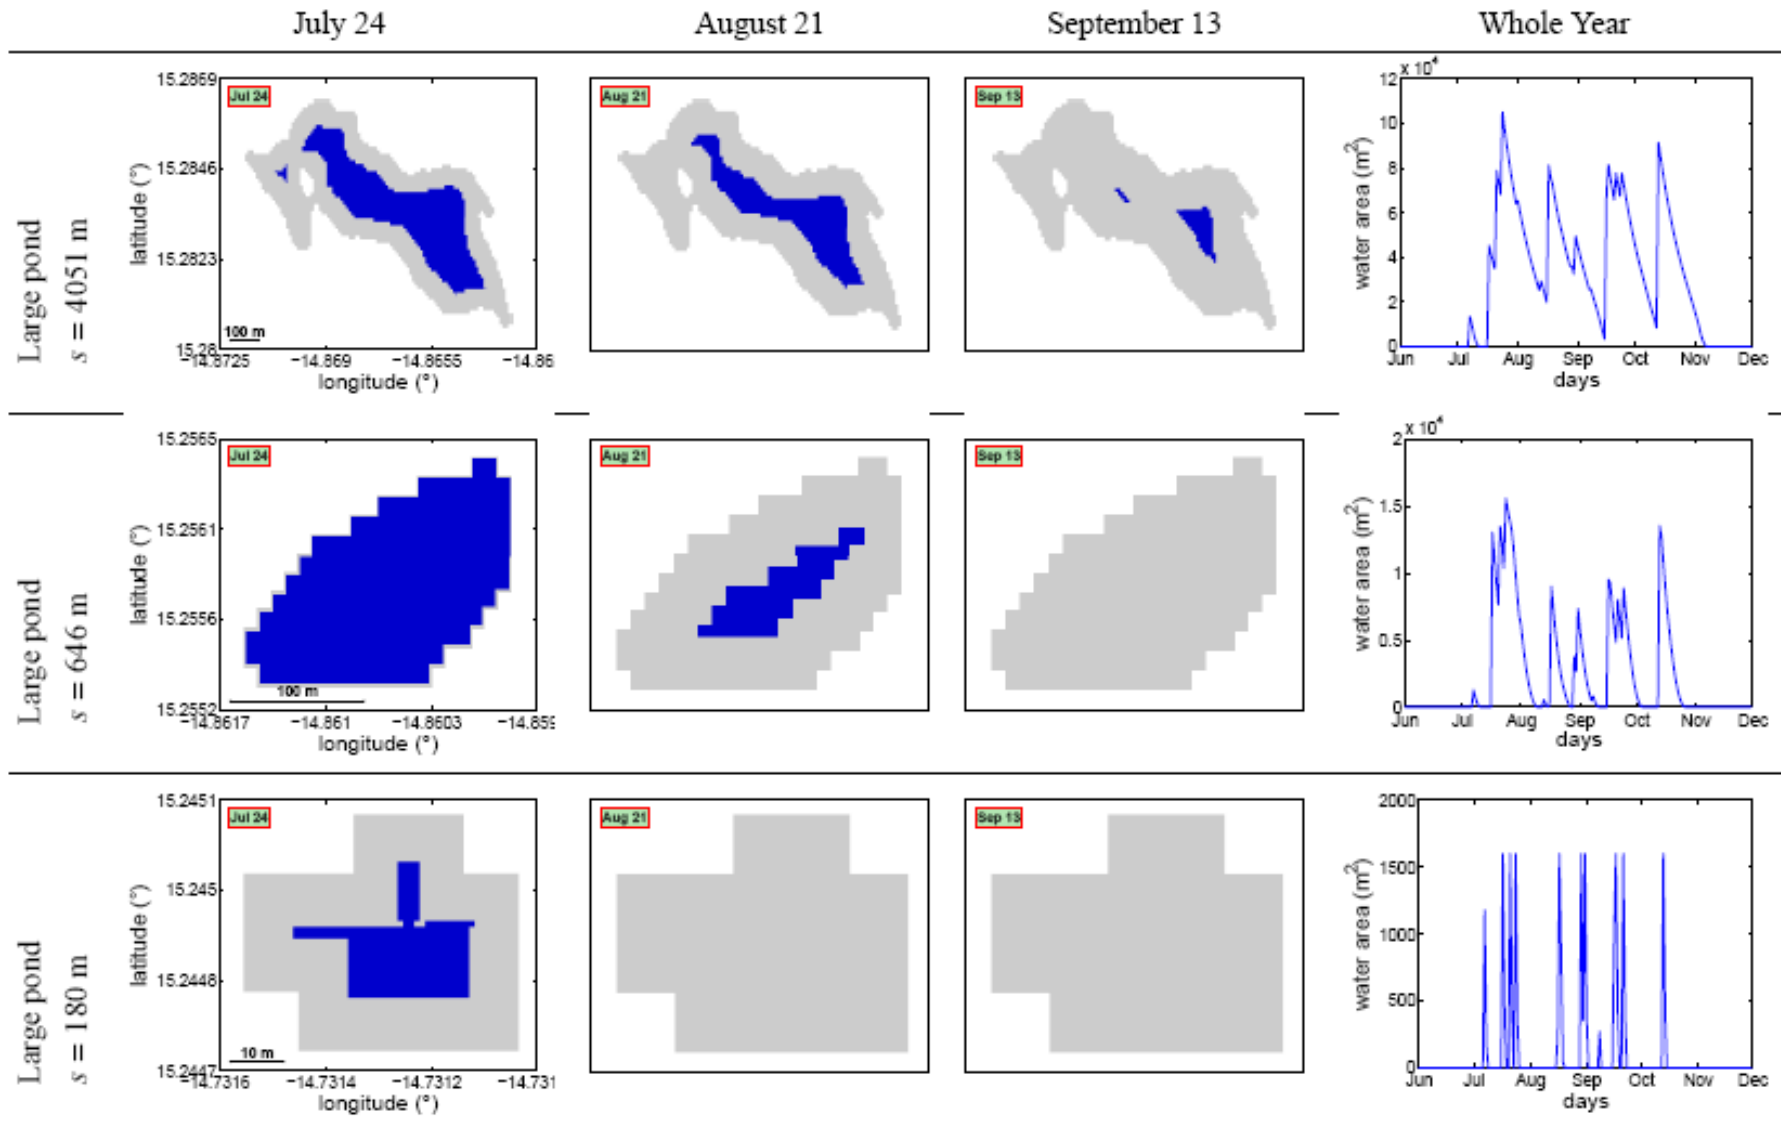 July 24 August 21 September 13 Whole Year
Large pond
s = 4051 m
15.2869
15.2846
15.2823
15.28
latitude (°)
Jul 24
100 m
−14.8725 −14.869 −14.8655 −14.86
longitude (°)
Aug 21
Sep 13
x 10⁴
12
10
8
6
4
2
0
water area (m²)
Jun Jul Aug Sep Oct Nov Dec
days
Large pond
s = 646 m
15.2565
15.2561
15.2556
15.2552
latitude (°)
Jul 24
100 m
−14.8617 −14.861 −14.8603 −14.859
longitude (°)
Aug 21
Sep 13
x 10⁴
2
1.5
1
0.5
0
water area (m²)
Jun Jul Aug Sep Oct Nov Dec
days
Large pond
s = 180 m
15.2451
15.245
15.2448
15.2447
latitude (°)
Jul 24
10 m
−14.7316 −14.7314 −14.7312 −14.731
longitude (°)
Aug 21
Sep 13
2000
1500
1000
500
0
water area (m²)
Jun Jul Aug Sep Oct Nov Dec
days